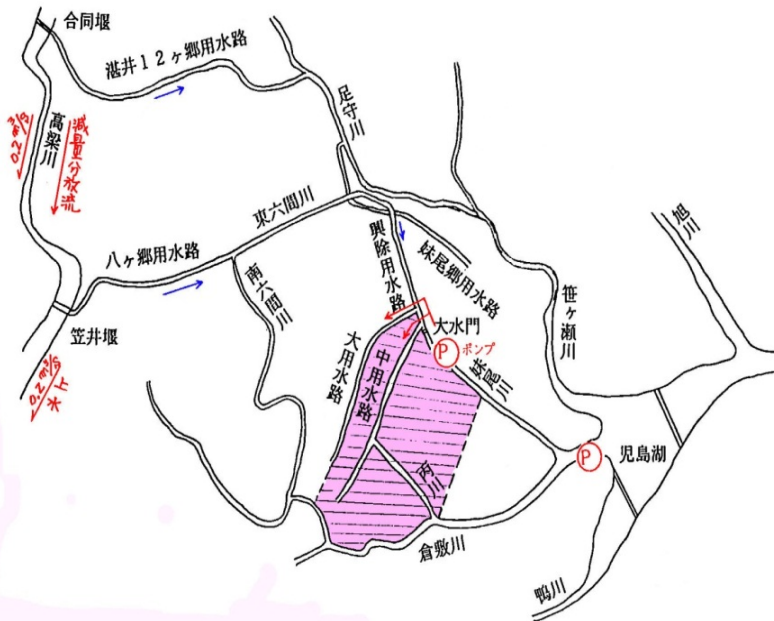 合同堰
湛井12ヶ郷用水路
足守川
0.2㎥/s
高梁川
減量分放流
東六間川
八ヶ郷用水路
南六間川
興除用水路
妹尾郷用水路
笹ヶ瀬川
旭川
笠井堰
0.2㎥/s
上水
大用水路
中用水路
大水門
P
ポンプ
妹尾川
丙川
P
児島湖
倉敷川
鴨川